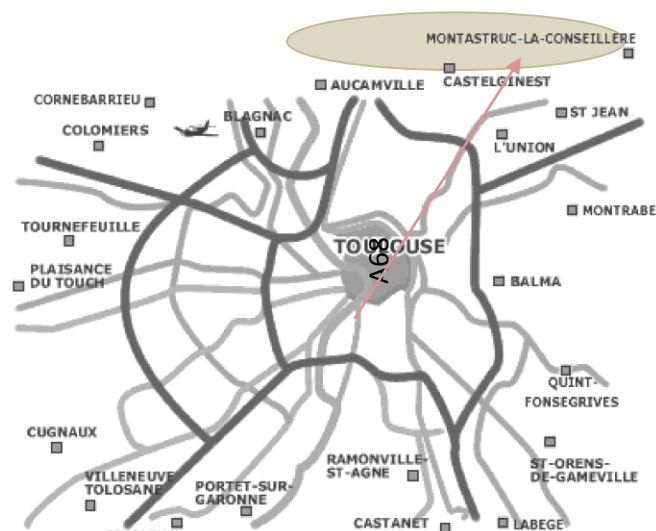 MONTASTRUC-LA-CONSEILLERE
CASTELGINEST
AUCAMVILLE
CORNEBARRIEU
BLAGNAC
ST JEAN
COLOMIERS
L'UNION
MONTRABE
TOURNEFEUILLE
TOULOUSE
A68
PLAISANCE
DU TOUCH
BALMA
QUINT-
FONSEGRIVES
CUGNAUX
RAMONVILLE-
ST-AGNE
ST-ORENS-
DE-GAMEVILLE
VILLENEUVE
TOLOSANE
PORTET-SUR-
GARONNE
CASTANET
LABEGE